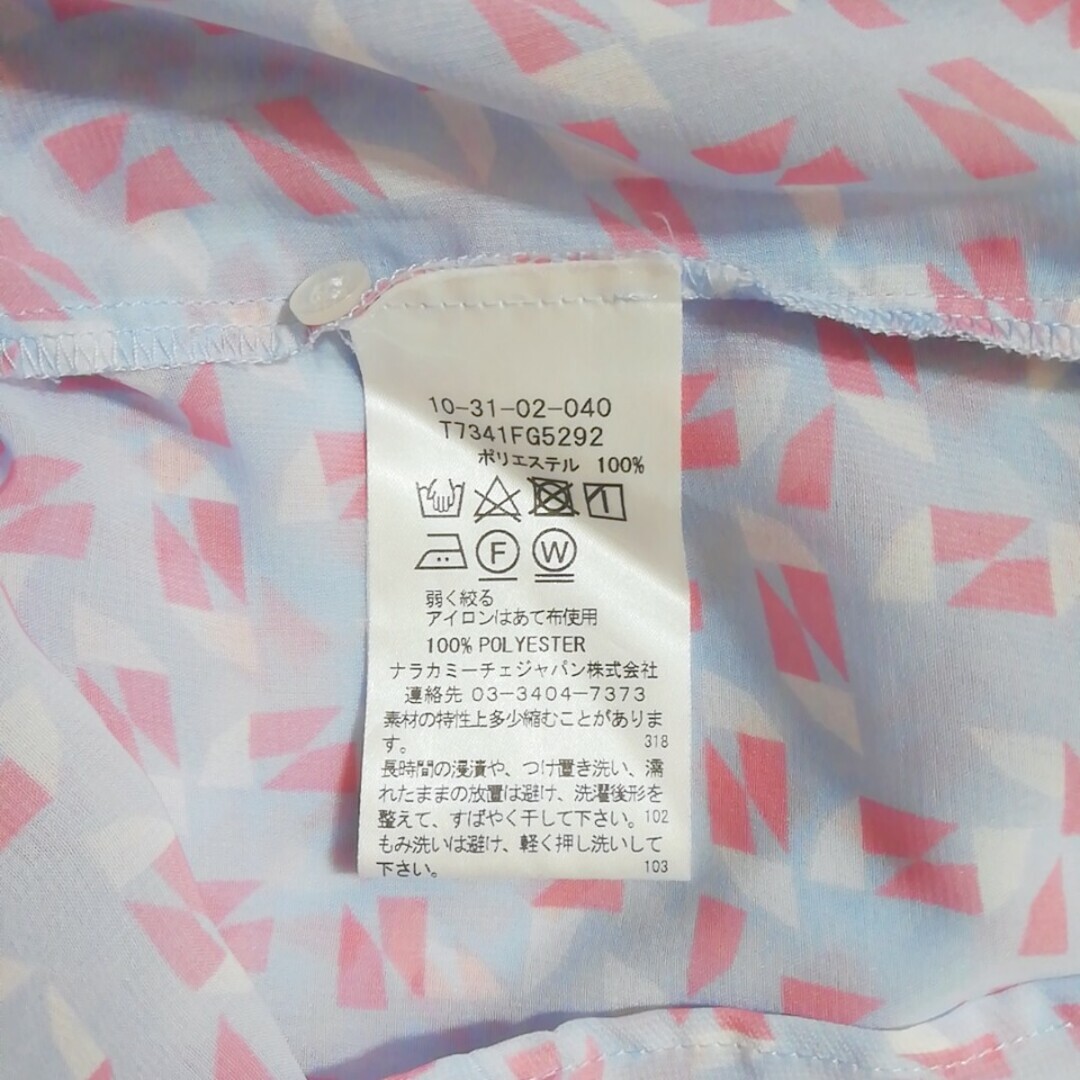 10-31-02-040
T7341FG5292
ポリエステル 100%
F W
弱く絞る
アイロンはあて布使用
100% POLYESTER
ナラカミーチェジャパン株式会社
連絡先 03-3404-7373
素材の特性上多少縮むことがありま
す。 318
長時間の浸漬や、つけ置き洗い、濡
れたままの放置は避け、洗濯後形を
整えて、すばやく干して下さい。102
もみ洗いは避け、軽く押し洗いして
下さい。 103